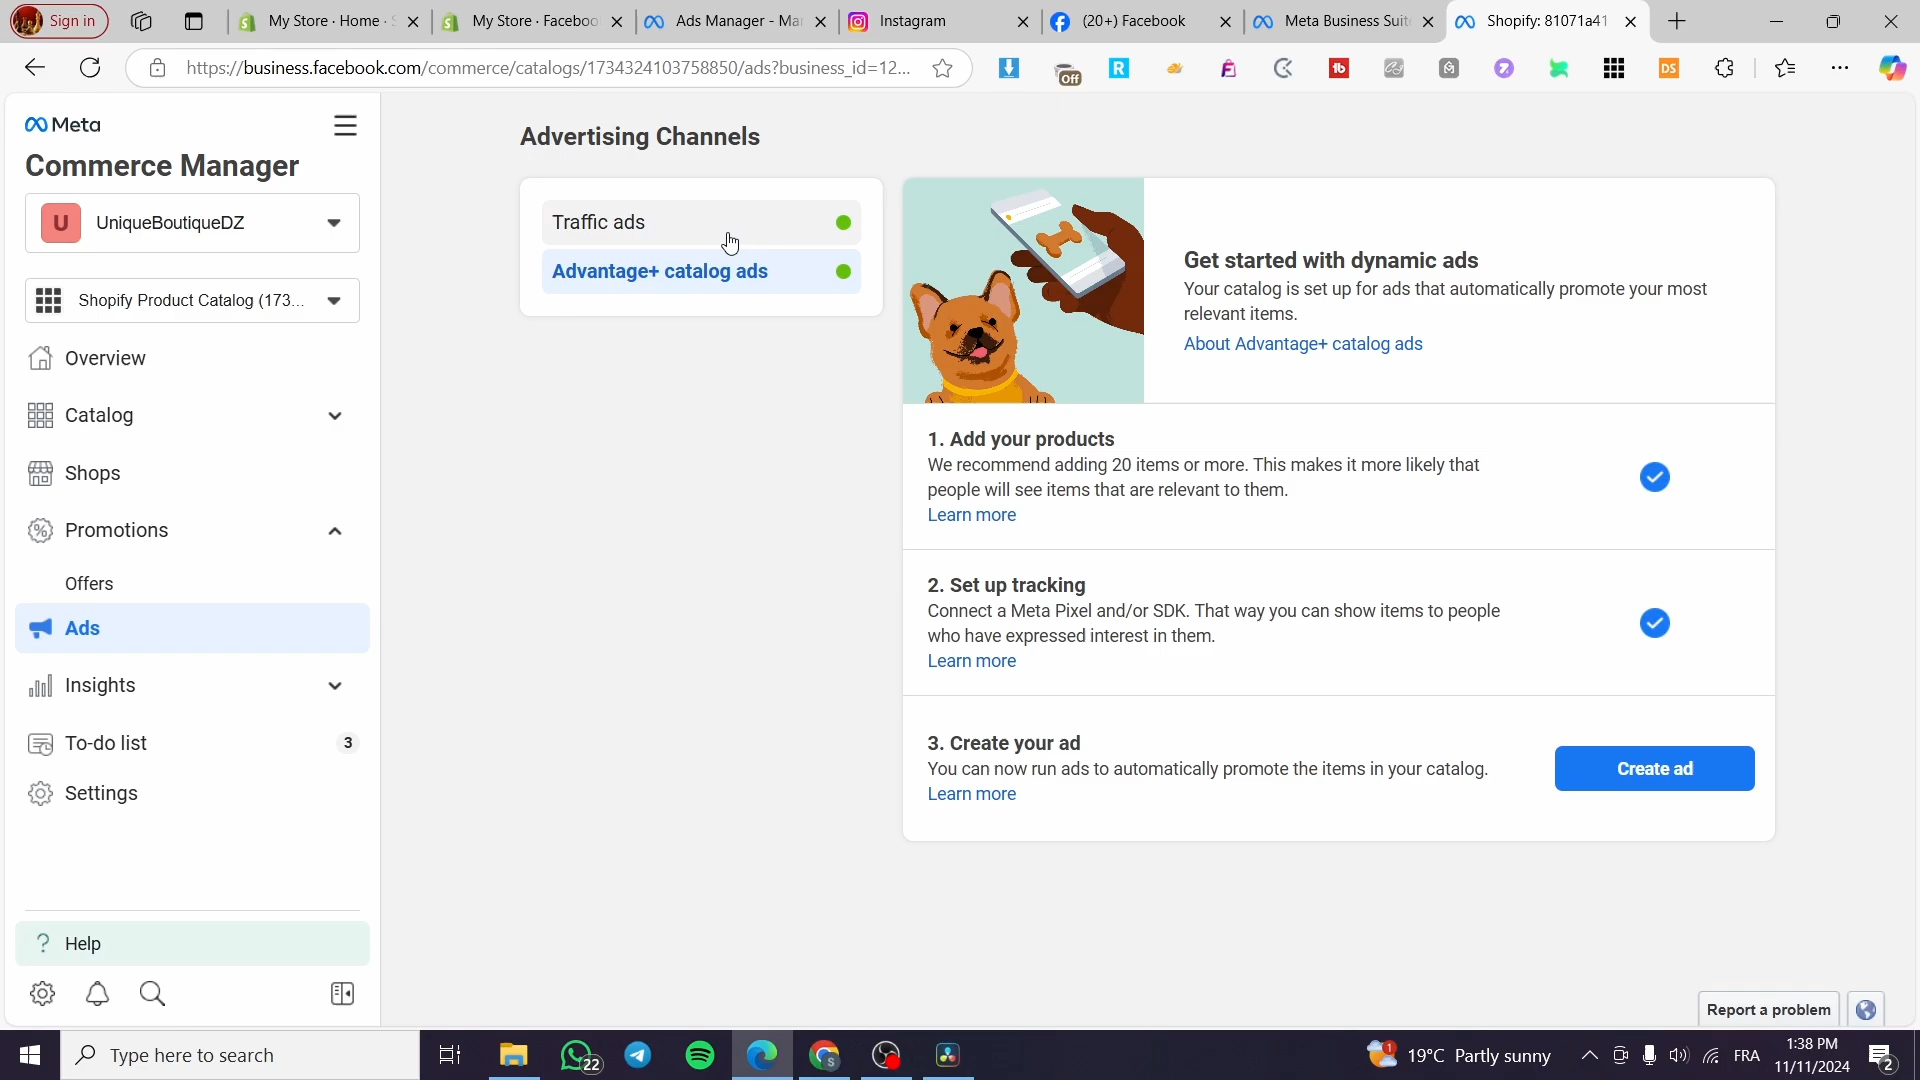 Sign in
My Store · Home · S
My Store · Faceboo
Ads Manager - Ma
Instagram
(20+) Facebook
Meta Business Suit
Shopify: 81071a41
https://business.facebook.com/commerce/catalogs/1734324103758850/ads?business_id=12...
Off
R
tb
DS
Meta
Commerce Manager
U
UniqueBoutiqueDZ
Shopify Product Catalog (173...
Overview
Catalog
Shops
Promotions
Offers
Ads
Insights
To-do list
3
Settings
? Help
Advertising Channels
Traffic ads
Advantage+ catalog ads
Get started with dynamic ads
Your catalog is set up for ads that automatically promote your most
relevant items.
About Advantage+ catalog ads
1. Add your products
We recommend adding 20 items or more. This makes it more likely that
people will see items that are relevant to them.
Learn more
2. Set up tracking
Connect a Meta Pixel and/or SDK. That way you can show items to people
who have expressed interest in them.
Learn more
3. Create your ad
You can now run ads to automatically promote the items in your catalog.
Learn more
Create ad
Report a problem
Type here to search
22
1
19°C Partly sunny
FRA
1:38 PM
11/11/2024
2